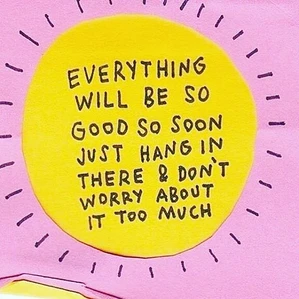 EVERYTHING
WILL BE SO
GOOD SO SOON
JUST HANG IN
THERE & DON'T
WORRY ABOUT
IT TOO MUCH